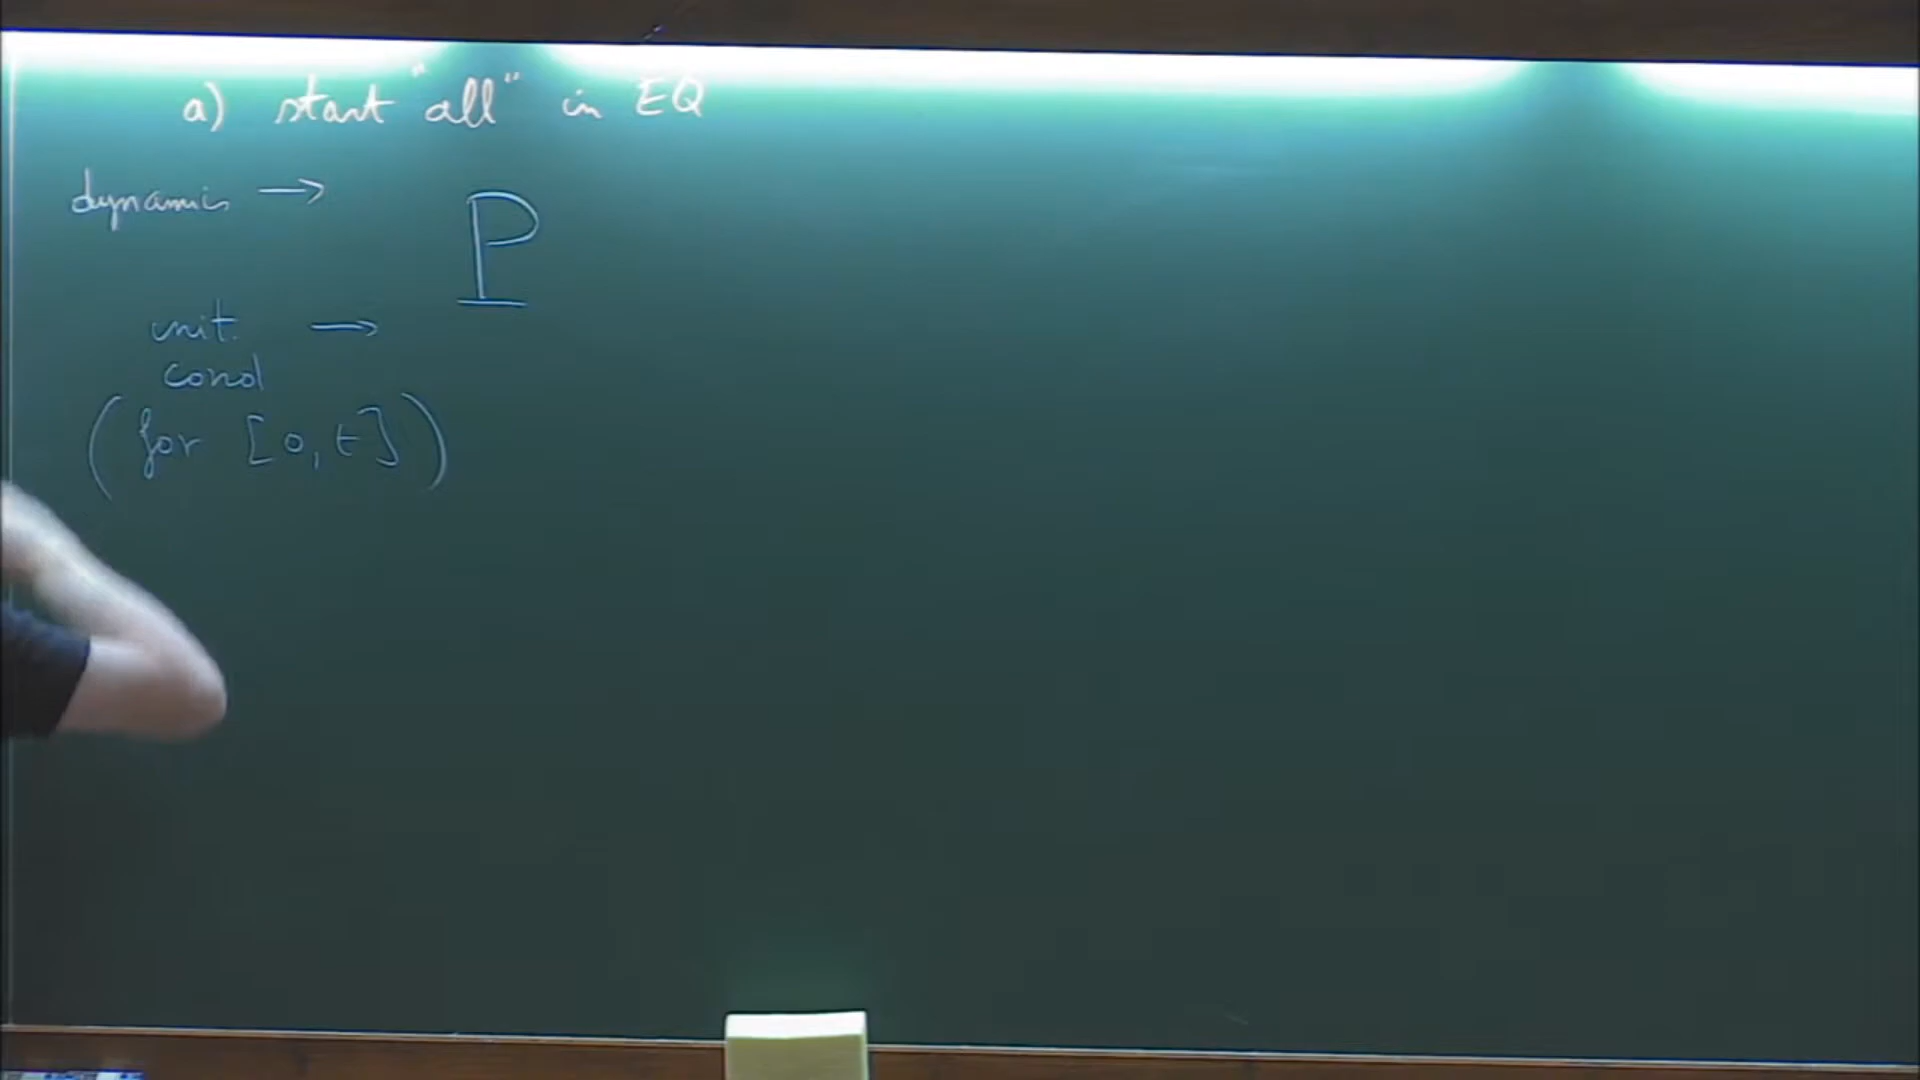 a) start "all" in EQ
dynamics →
P
init. →
cond
(for [0,t])